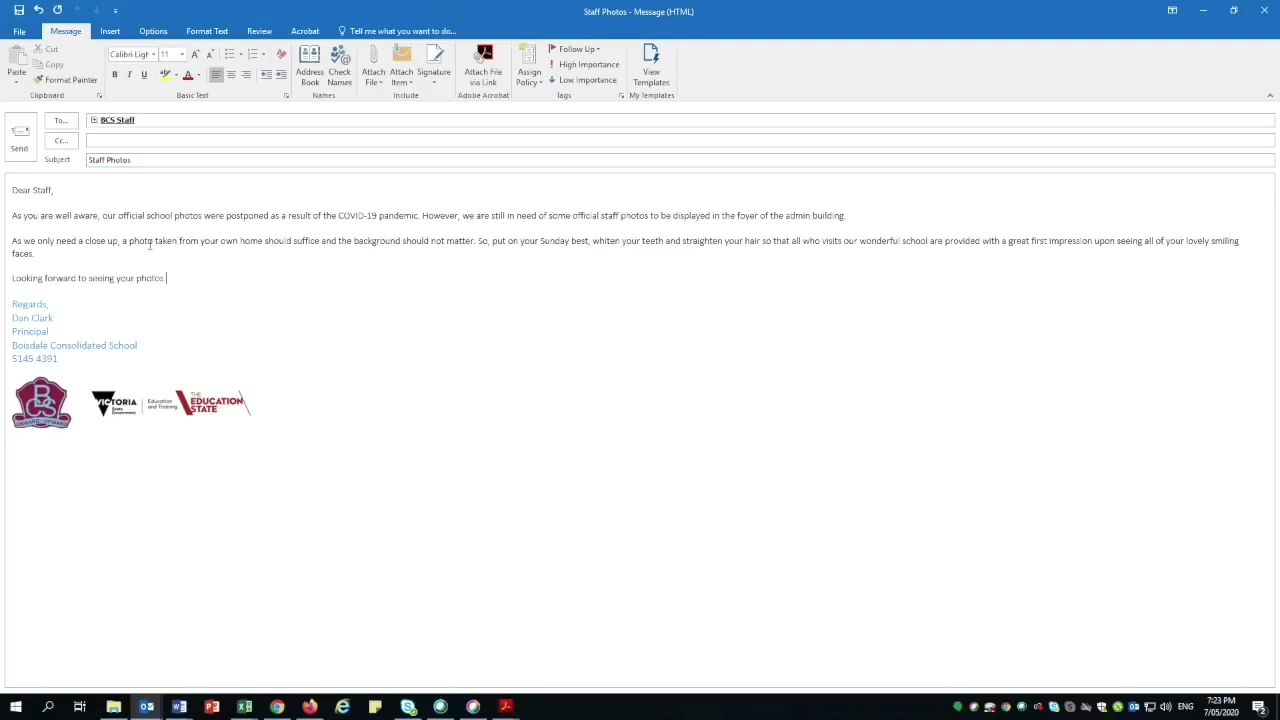 Staff Photos - Message (HTML)
File Message Insert Options Format Text Review Acrobat Tell me what you want to do...
Paste
Cut
Copy
Format Painter
Clipboard
Calibri Ligh 11 A A
B I U A
Basic Text
Address Book
Check Names
Names
Attach File
Attach Item
Signature
Include
Attach File via Link
Adobe Acrobat
Assign Policy
Follow Up
High Importance
Low Importance
Tags
View Templates
My Templates
Send
To... BCS Staff
Cc...
Subject Staff Photos
Dear Staff,
As you are well aware, our official school photos were postponed as a result of the COVID-19 pandemic. However, we are still in need of some official staff photos to be displayed in the foyer of the admin building.
As we only need a close up, a photo taken from your own home should suffice and the background should not matter. So, put on your Sunday best, whiten your teeth and straighten your hair so that all who visits our wonderful school are provided with a great first impression upon seeing all of your lovely smiling
faces.
Looking forward to seeing your photos.
Regards,
Dan Clark
Principal
Boisdale Consolidated School
5145 4391
BCS
ONWARD UPWARD
VICTORIA
State
Government
Education
and Training
THE
EDUCATION
STATE
ENG
7:23 PM
7/05/2020